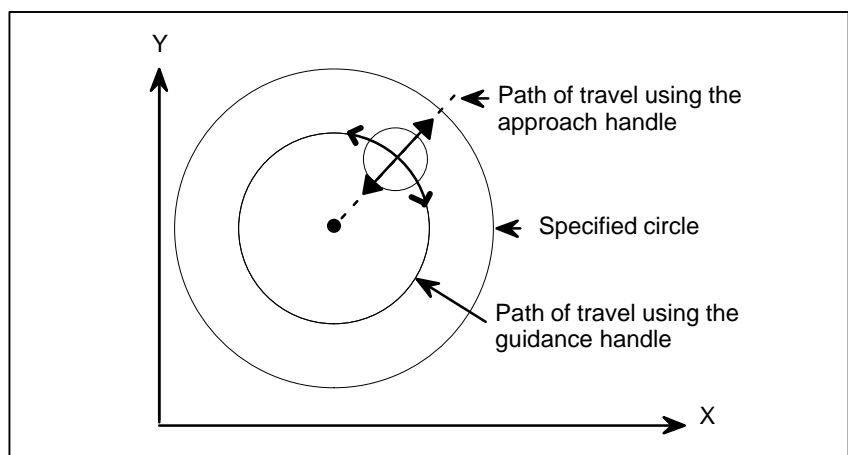 Y
Path of travel using the
approach handle
Specified circle
Path of travel using the
guidance handle
X